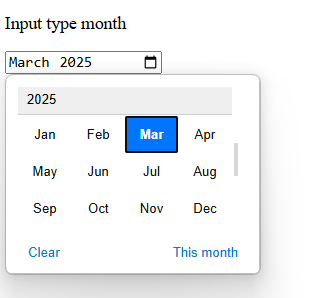 Input type month
March 2025
2025
Jan Feb Mar Apr
May Jun Jul Aug
Sep Oct Nov Dec
Clear This month